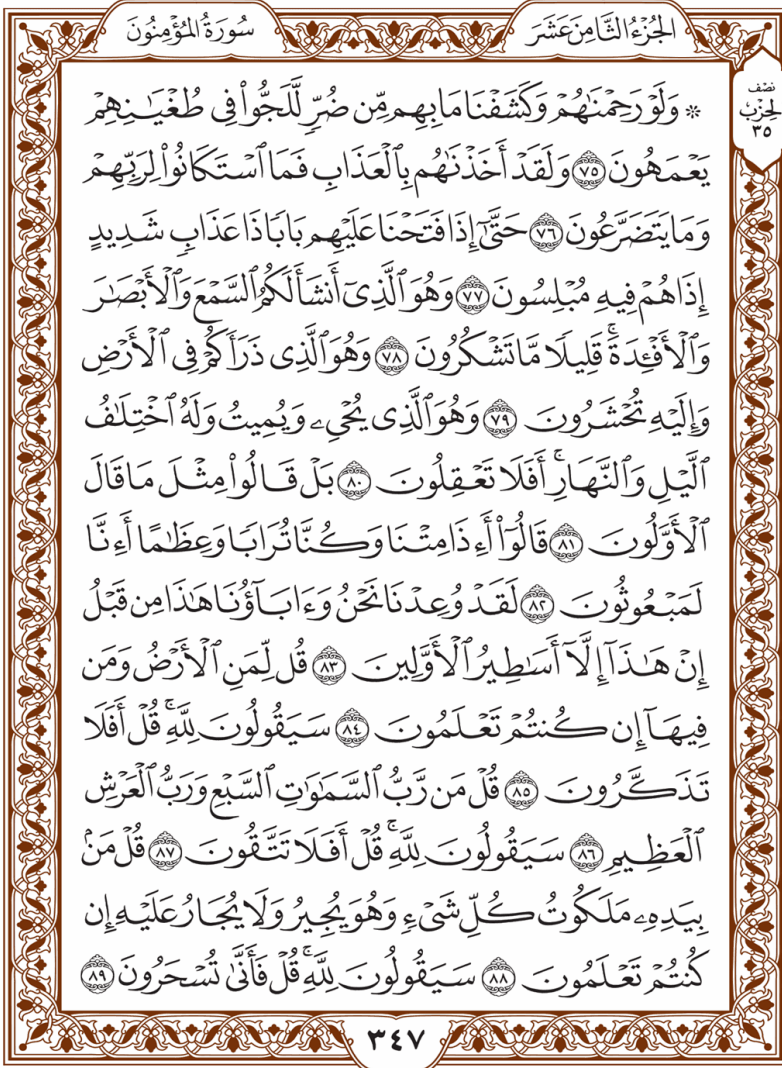 الجُزْءُ الثَّامِنَ عَشَرَ
سُورَةُ المُؤْمِنُونَ
نصف
الحزب
٣٥
۞ وَلَوْ رَحِمْنَٰهُمْ وَكَشَفْنَا مَا بِهِم مِّن ضُرٍّ لَّلَجُّوا۟ فِى طُغْيَٰنِهِمْ
يَعْمَهُونَ ٧٥ وَلَقَدْ أَخَذْنَٰهُم بِٱلْعَذَابِ فَمَا ٱسْتَكَانُوا۟ لِرَبِّهِمْ
وَمَا يَتَضَرَّعُونَ ٧٦ حَتَّىٰٓ إِذَا فَتَحْنَا عَلَيْهِم بَابًا ذَا عَذَابٍ شَدِيدٍ
إِذَا هُمْ فِيهِ مُبْلِسُونَ ٧٧ وَهُوَ ٱلَّذِىٓ أَنشَأَ لَكُمُ ٱلسَّمْعَ وَٱلْأَبْصَٰرَ
وَٱلْأَفْـِٔدَةَ ۚ قَلِيلًا مَّا تَشْكُرُونَ ٧٨ وَهُوَ ٱلَّذِى ذَرَأَكُمْ فِى ٱلْأَرْضِ
وَإِلَيْهِ تُحْشَرُونَ ٧٩ وَهُوَ ٱلَّذِى يُحْىِۦ وَيُمِيتُ وَلَهُ ٱخْتِلَٰفُ
ٱلَّيْلِ وَٱلنَّهَارِ ۚ أَفَلَا تَعْقِلُونَ ٨٠ بَلْ قَالُوا۟ مِثْلَ مَا قَالَ
ٱلْأَوَّلُونَ ٨١ قَالُوٓا۟ أَءِذَا مِتْنَا وَكُنَّا تُرَابًا وَعِظَٰمًا أَءِنَّا
لَمَبْعُوثُونَ ٨٢ لَقَدْ وُعِدْنَا نَحْنُ وَءَابَآؤُنَا هَٰذَا مِن قَبْلُ
إِنْ هَٰذَآ إِلَّآ أَسَٰطِيرُ ٱلْأَوَّلِينَ ٨٣ قُل لِّمَنِ ٱلْأَرْضُ وَمَن
فِيهَآ إِن كُنتُمْ تَعْلَمُونَ ٨٤ سَيَقُولُونَ لِلَّهِ ۚ قُلْ أَفَلَا
تَذَكَّرُونَ ٨٥ قُلْ مَن رَّبُّ ٱلسَّمَٰوَٰتِ ٱلسَّبْعِ وَرَبُّ ٱلْعَرْشِ
ٱلْعَظِيمِ ٨٦ سَيَقُولُونَ لِلَّهِ ۚ قُلْ أَفَلَا تَتَّقُونَ ٨٧ قُلْ مَنۢ
بِيَدِهِۦ مَلَكُوتُ كُلِّ شَىْءٍ وَهُوَ يُجِيرُ وَلَا يُجَارُ عَلَيْهِ إِن
كُنتُمْ تَعْلَمُونَ ٨٨ سَيَقُولُونَ لِلَّهِ ۚ قُلْ فَأَنَّىٰ تُسْحَرُونَ ٨٩
٣٤٧